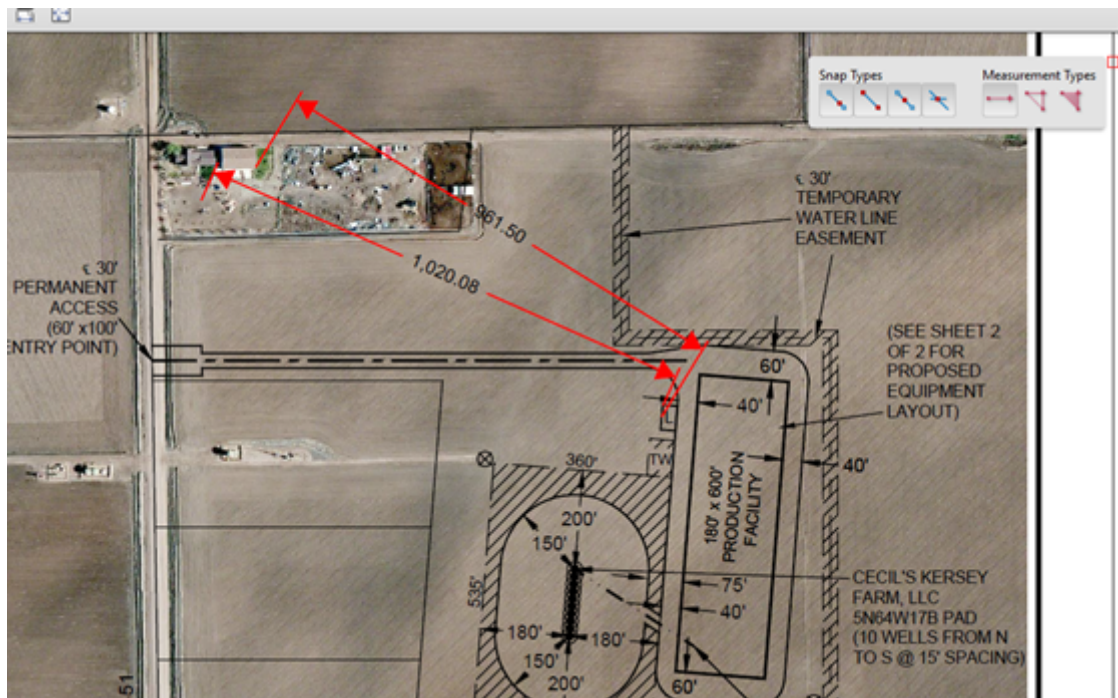 Snap Types
Measurement Types
961.50
1,020.08
℄ 30'
TEMPORARY
WATER LINE
EASEMENT
℄ 30'
PERMANENT
ACCESS
(60' x100'
ENTRY POINT)
(SEE SHEET 2
OF 2 FOR
PROPOSED
EQUIPMENT
LAYOUT)
60'
40'
40'
TW
360'
200'
150'
180' x 600'
PRODUCTION
FACILITY
535'
75'
40'
180'
180'
150'
200'
60'
CECIL'S KERSEY
FARM, LLC
5N64W17B PAD
(10 WELLS FROM N
TO S @ 15' SPACING)
51